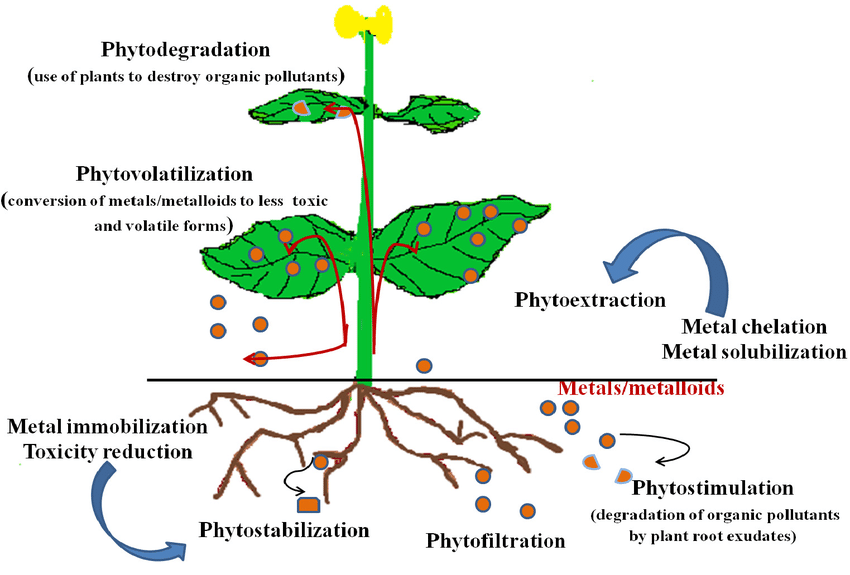 Phytodegradation
(use of plants to destroy organic pollutants)
Phytovolatilization
(conversion of metals/metalloids to less toxic
and volatile forms)
Phytoextraction
Metal chelation
Metal solubilization
Metals/metalloids
Metal immobilization
Toxicity reduction
Phytostabilization
Phytofiltration
Phytostimulation
(degradation of organic pollutants
by plant root exudates)